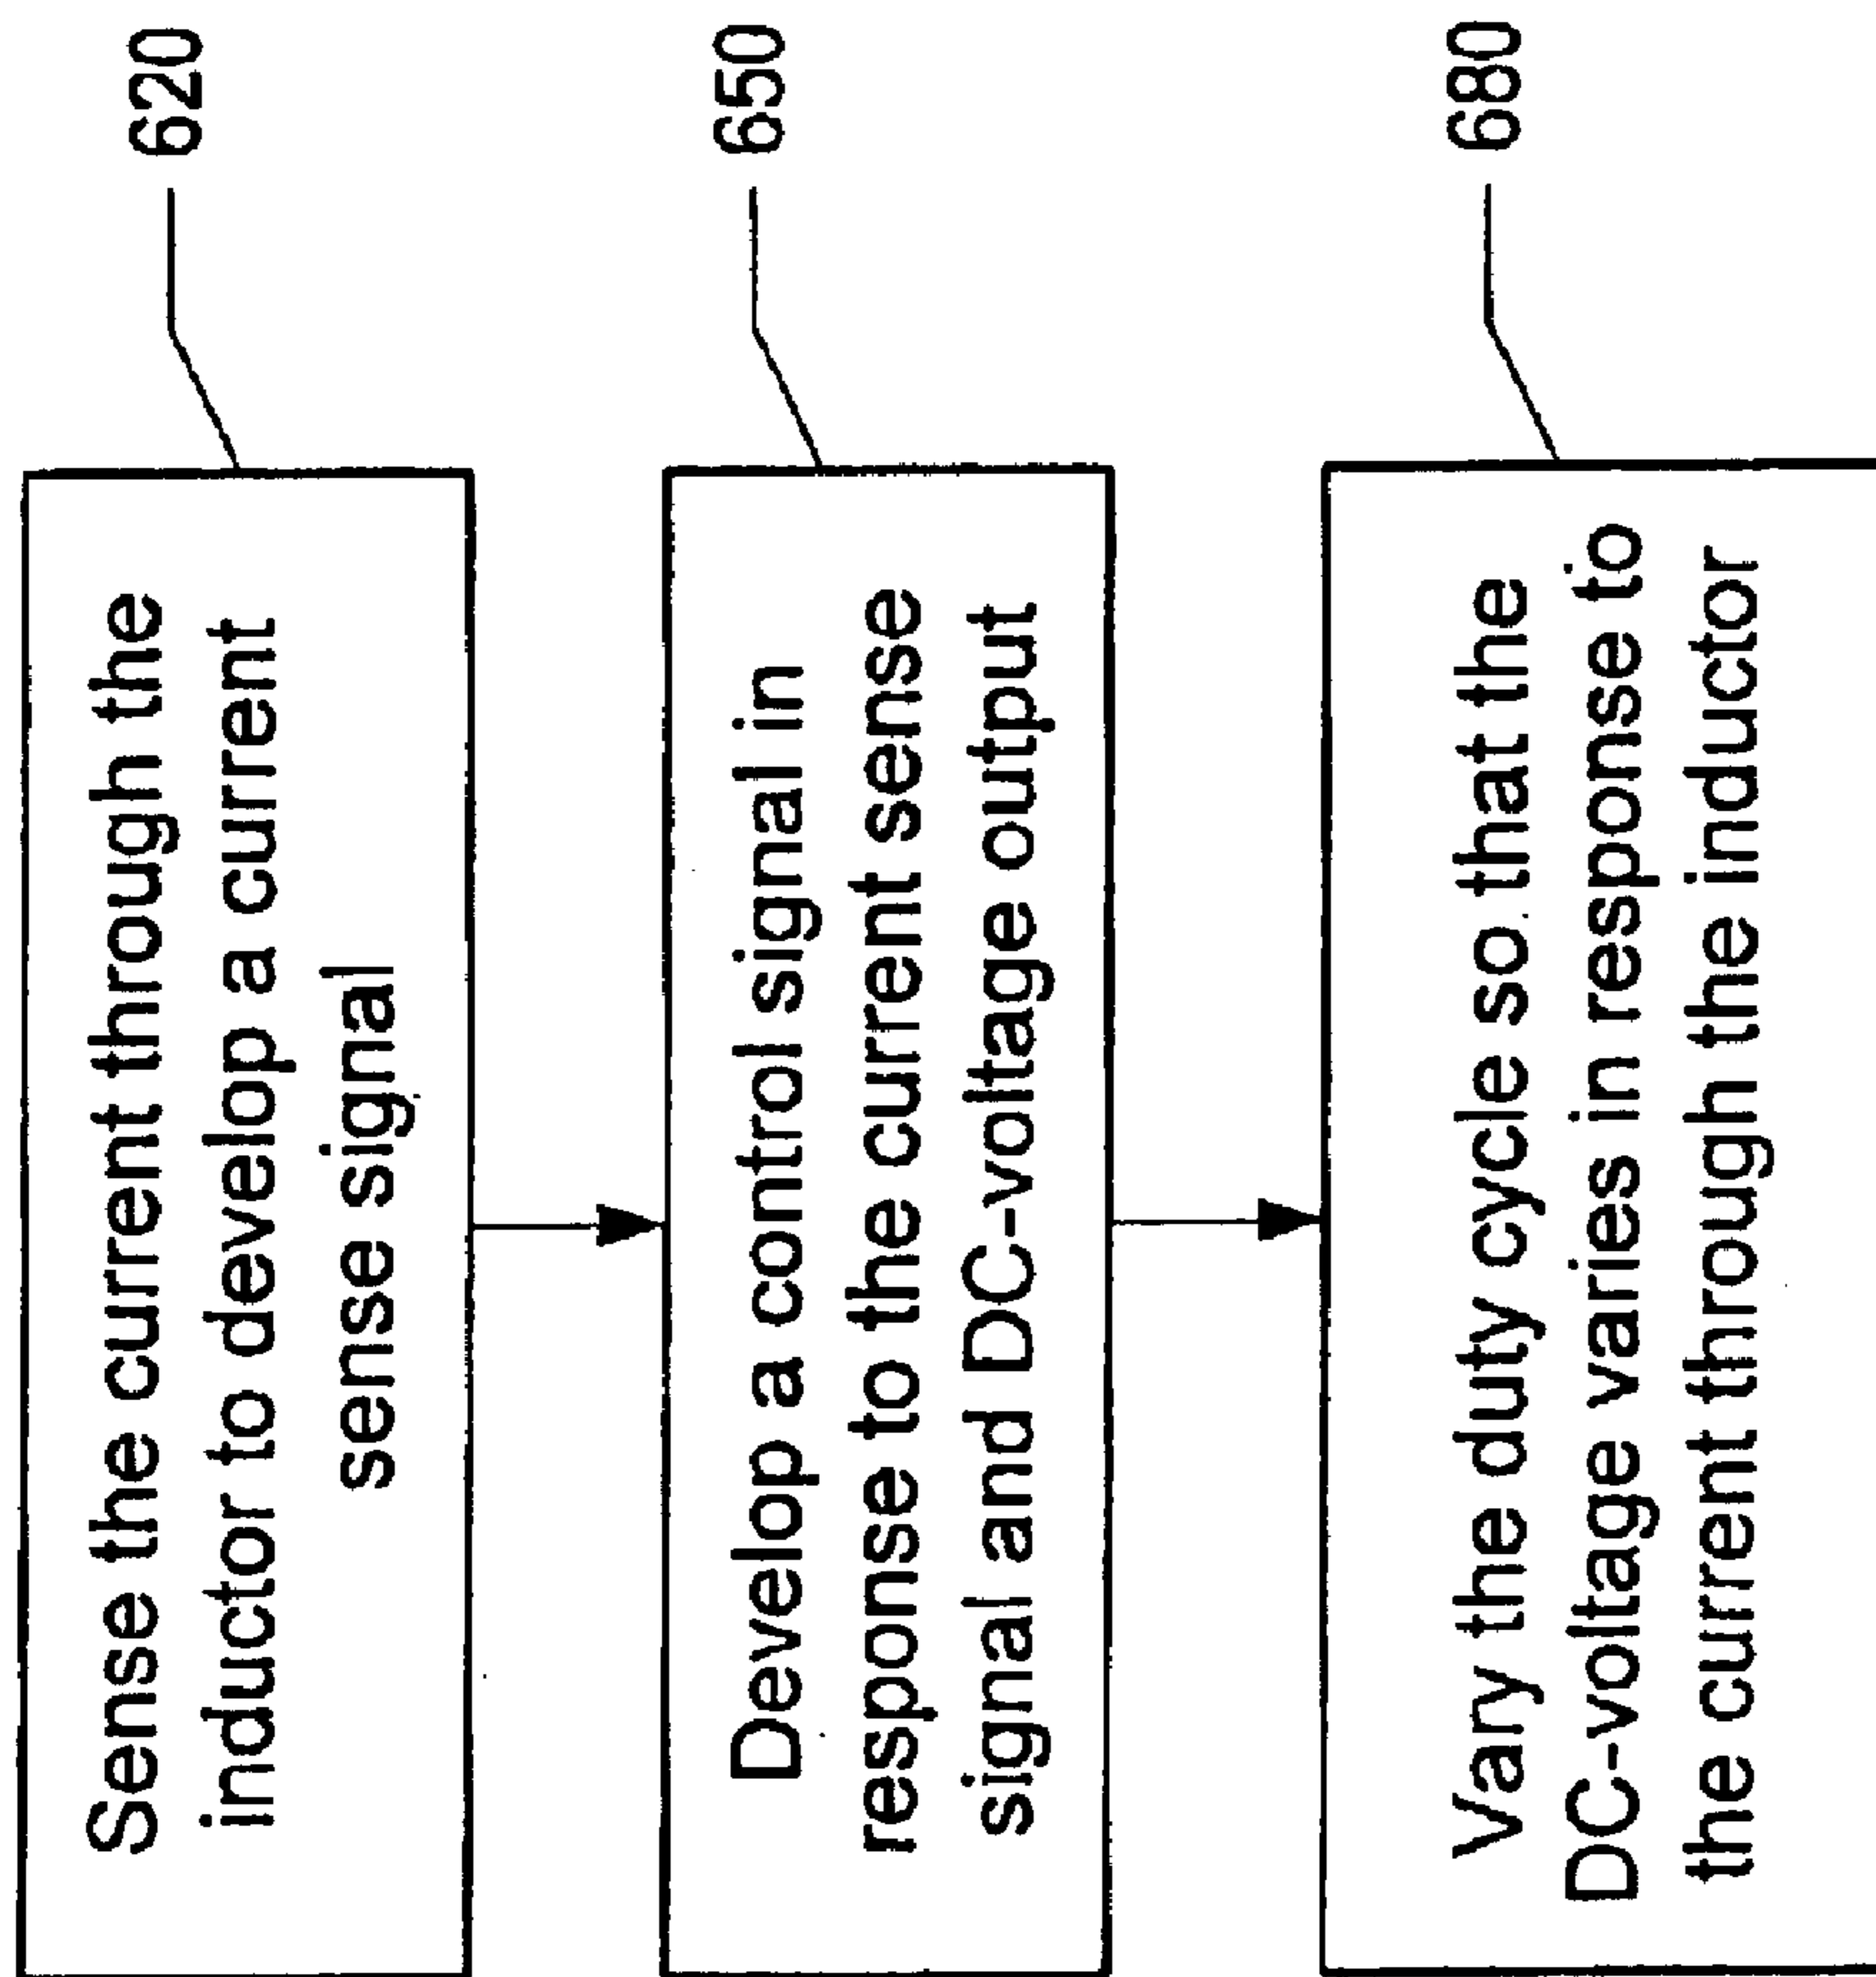 Sense the current through the
inductor to develop a current
sense signal
620
Develop a control signal in
response to the current sense
signal and DC-voltage output
650
Vary the duty cycle so that the
DC-voltage varies in response to
the current through the inductor
680